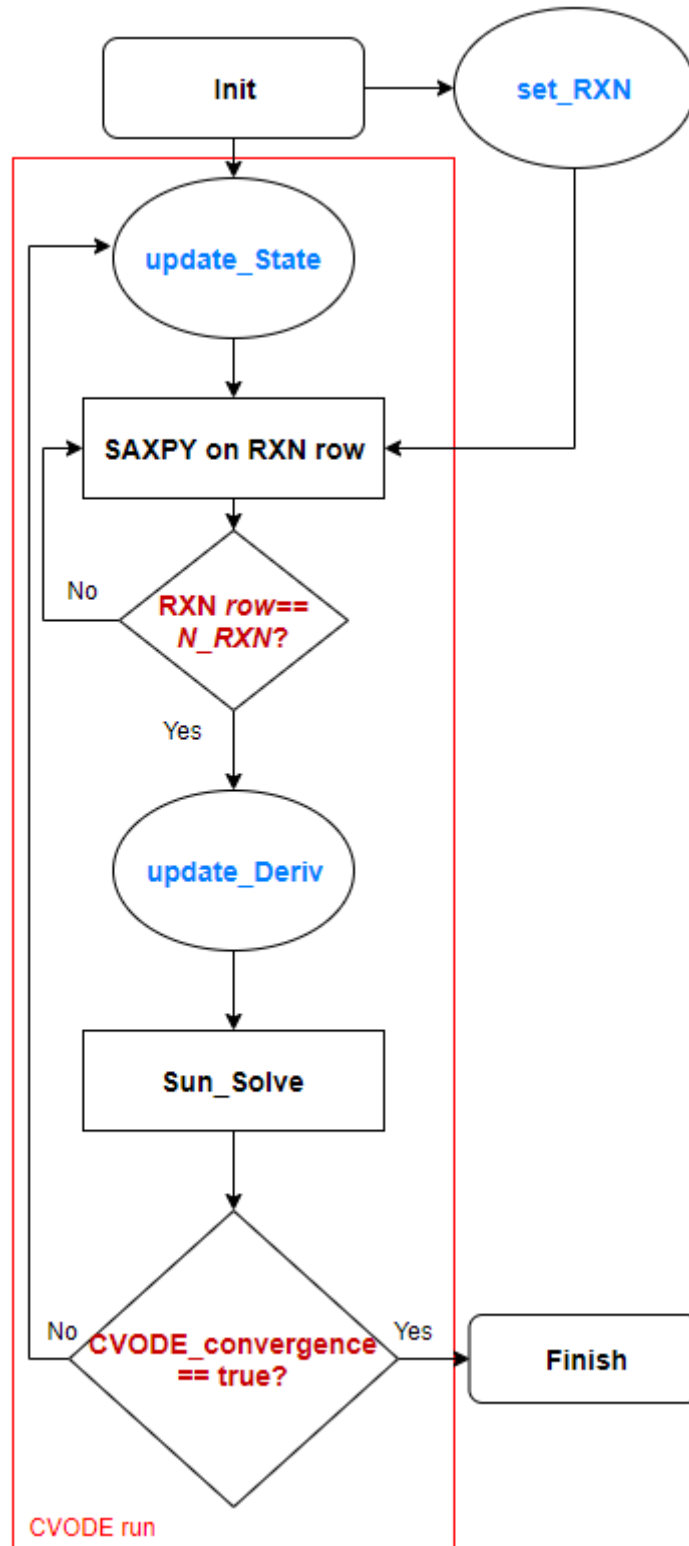 Init
set_RXN
update_State
SAXPY on RXN row
No
RXN row==
N_RXN?
Yes
update_Deriv
Sun_Solve
No
CVODE_convergence
== true?
Yes
Finish
CVODE run